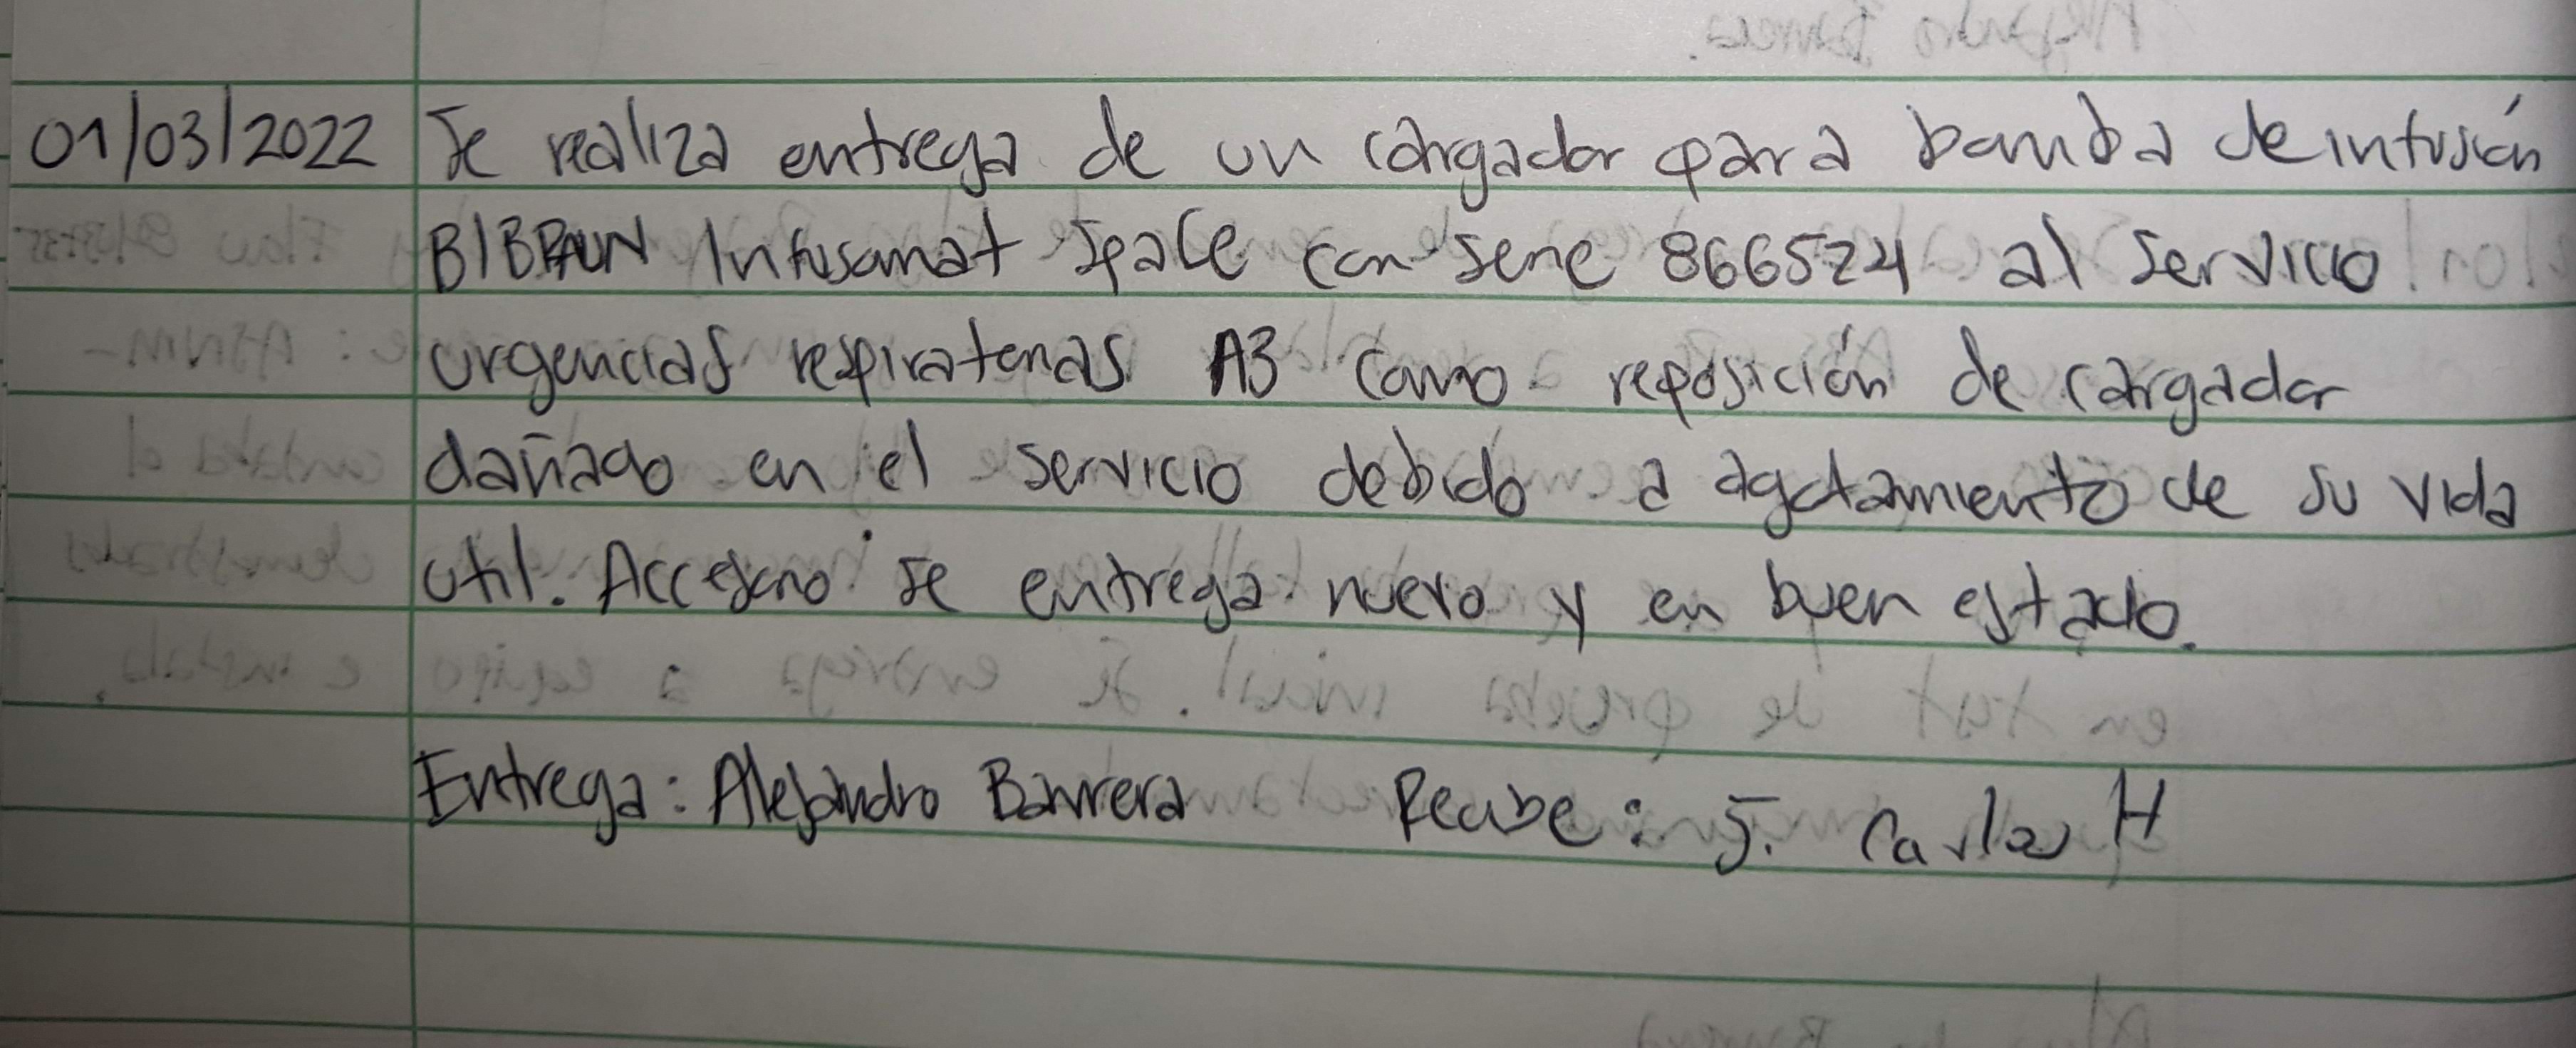 01/03/2022 Se realiza entrega de un cargador para bomba de infusión
B|BRAUN Infusomat Space con serie 866524 al servicio
urgencias respiratorias A3 como reposición de cargador
dañado en el servicio debido a agotamiento de su vida
util. Accesorio se entrega nuevo y en buen estado.
Entrega: Alejandro Barrera Recibe: J. Carlos H